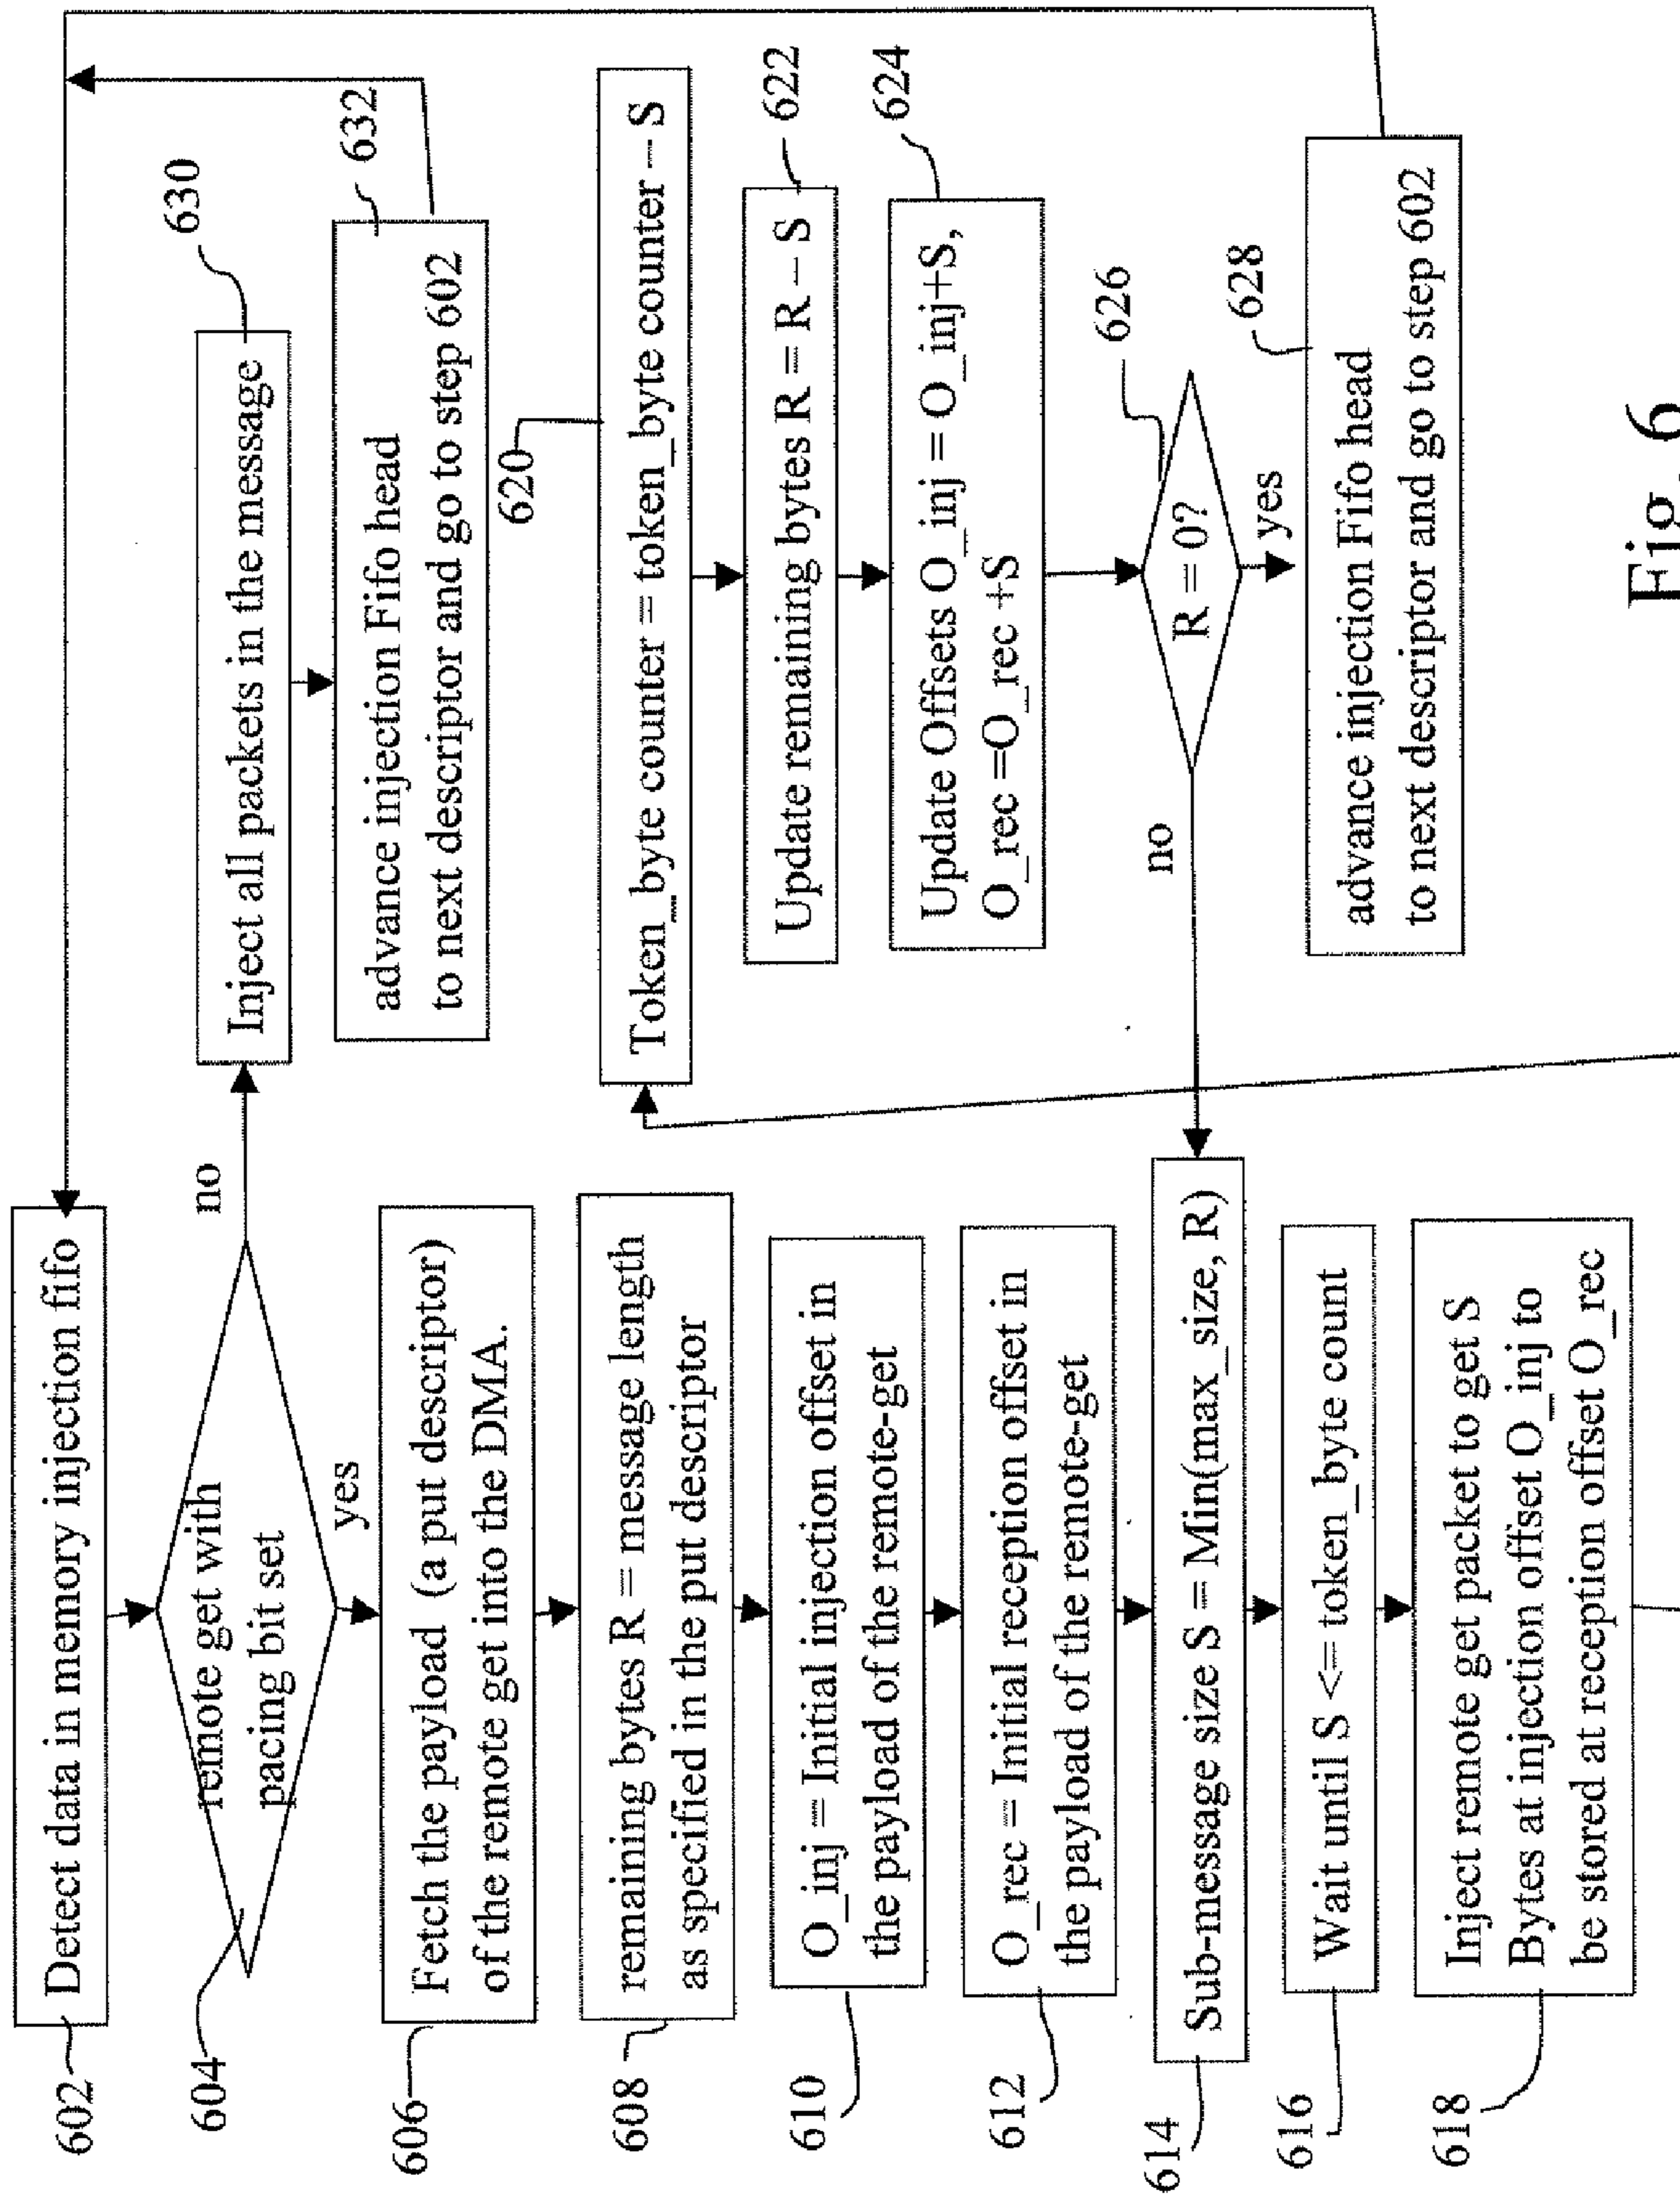 602
Detect data in memory injection fifo
604
remote get with
pacing bit set
no
yes
606
Fetch the payload (a put descriptor)
of the remote get into the DMA.
608
remaining bytes R = message length
as specified in the put descriptor
610
O_inj = Initial injection offset in
the payload of the remote-get
612
O_rec = Initial reception offset in
the payload of the remote-get
614
Sub-message size S = Min(max_size, R)
616
Wait until S <= token_byte count
618
Inject remote get packet to get S
Bytes at injection offset O_inj to
be stored at reception offset O_rec
630
Inject all packets in the message
632
advance injection Fifo head
to next descriptor and go to step 602
620
Token_byte counter = token_byte counter – S
622
Update remaining bytes R = R – S
624
Update Offsets O_inj = O_inj+S,
O_rec =O_rec +S
626
R = 0?
no
yes
628
advance injection Fifo head
to next descriptor and go to step 602
Fig. 6